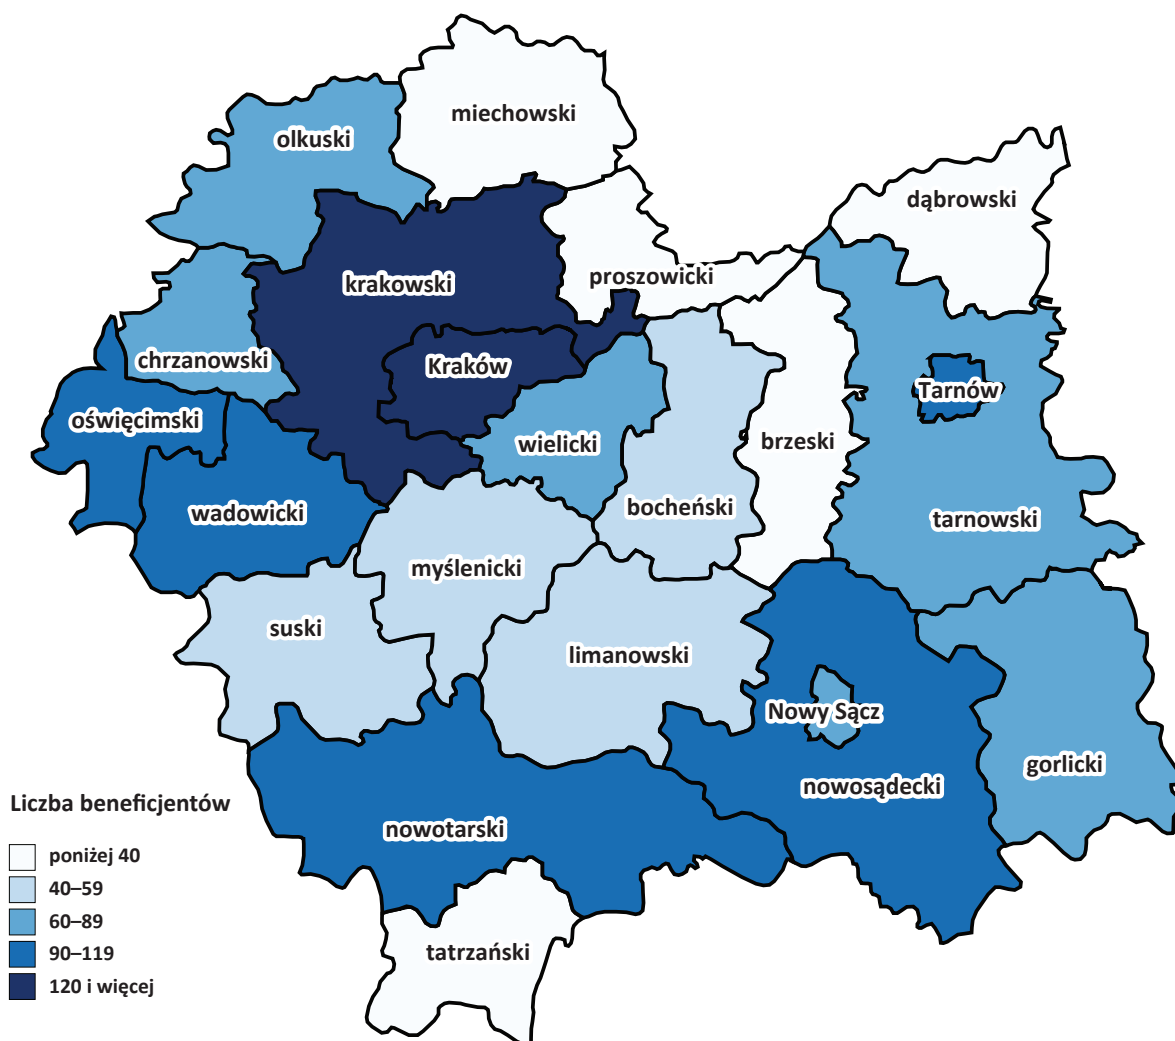 miechowski
olkuski
dąbrowski
krakowski
proszowicki
chrzanowski
Kraków
Tarnów
oświęcimski
wielicki
brzeski
bocheński
wadowicki
tarnowski
myślenicki
suski
limanowski
Nowy Sącz
gorlicki
nowosądecki
nowotarski
tatrzański
Liczba beneficjentów
poniżej 40
40–59
60–89
90–119
120 i więcej